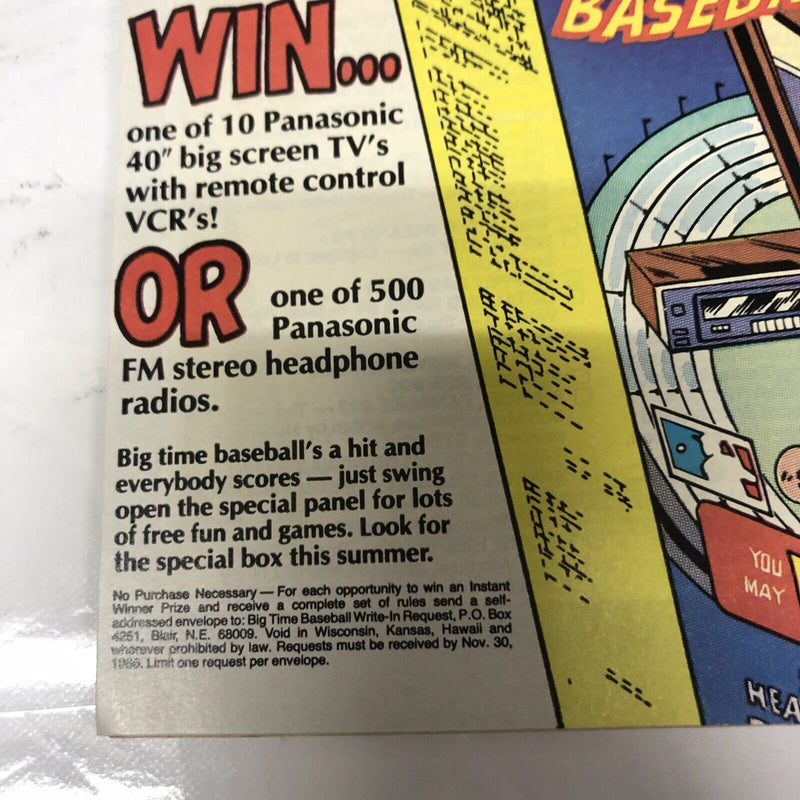 WIN...
one of 10 Panasonic
40" big screen TV's
with remote control
VCR's!
OR one of 500
Panasonic
FM stereo headphone
radios.
Big time baseball's a hit and
everybody scores — just swing
open the special panel for lots
of free fun and games. Look for
the special box this summer.
No Purchase Necessary — For each opportunity to win an Instant
Winner Prize and receive a complete set of rules send a self-
addressed envelope to: Big Time Baseball Write-In Request, P.O. Box
4251, Blair, N.E. 68009. Void in Wisconsin, Kansas, Hawaii and
wherever prohibited by law. Requests must be received by Nov. 30,
Limit one request per envelope.
YOU
MAY